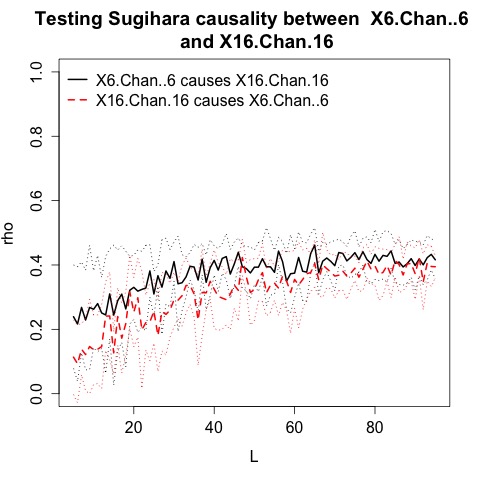 Testing Sugihara causality between  X6.Chan..6
and X16.Chan.16
X6.Chan..6 causes X16.Chan.16
X16.Chan.16 causes X6.Chan..6
rho
1.0
0.8
0.6
0.4
0.2
0.0
20 40 60 80
L